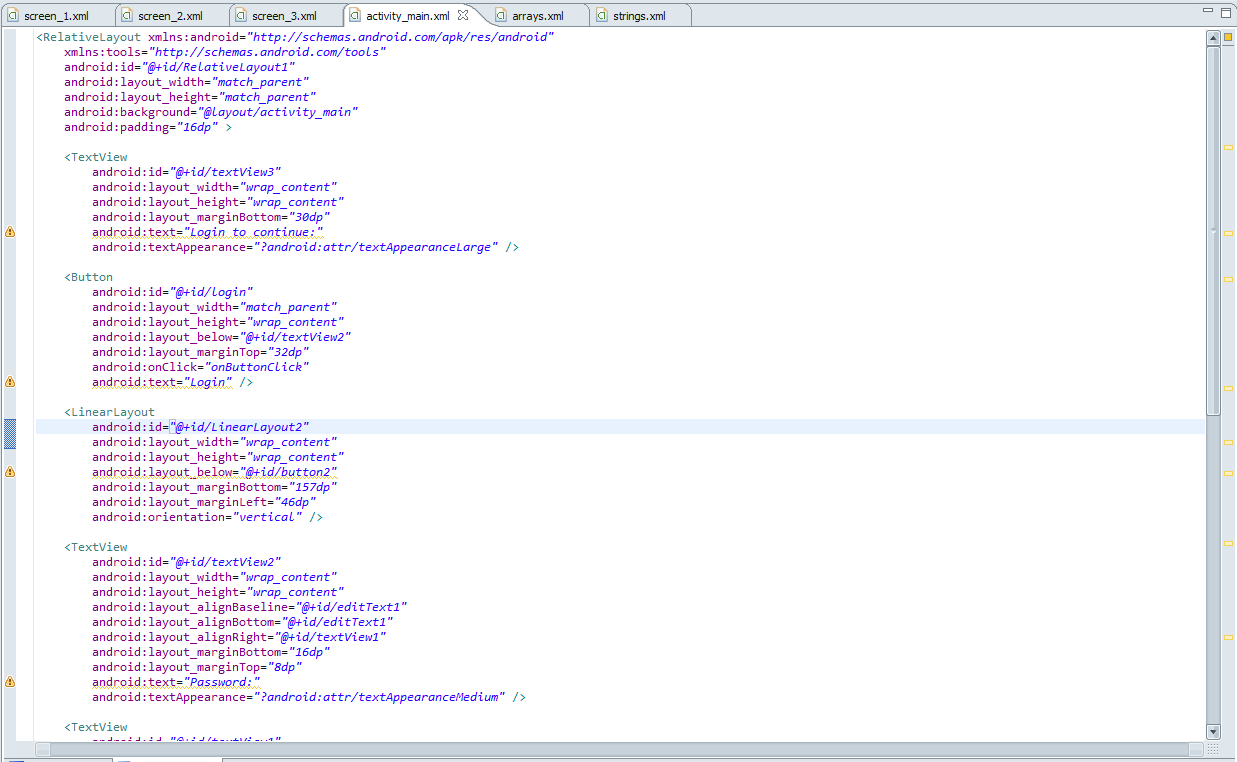 screen_1.xml screen_2.xml screen_3.xml activity_main.xml arrays.xml strings.xml
<RelativeLayout xmlns:android="http://schemas.android.com/apk/res/android"
    xmlns:tools="http://schemas.android.com/tools"
    android:id="@+id/RelativeLayout1"
    android:layout_width="match_parent"
    android:layout_height="match_parent"
    android:background="@layout/activity_main"
    android:padding="16dp" >

    <TextView
        android:id="@+id/textView3"
        android:layout_width="wrap_content"
        android:layout_height="wrap_content"
        android:layout_marginBottom="30dp"
        android:text="Login to continue:"
        android:textAppearance="?android:attr/textAppearanceLarge" />

    <Button
        android:id="@+id/login"
        android:layout_width="match_parent"
        android:layout_height="wrap_content"
        android:layout_below="@+id/textView2"
        android:layout_marginTop="32dp"
        android:onClick="onButtonClick"
        android:text="Login" />

    <LinearLayout
        android:id="@+id/LinearLayout2"
        android:layout_width="wrap_content"
        android:layout_height="wrap_content"
        android:layout_below="@+id/button2"
        android:layout_marginBottom="157dp"
        android:layout_marginLeft="46dp"
        android:orientation="vertical" />

    <TextView
        android:id="@+id/textView2"
        android:layout_width="wrap_content"
        android:layout_height="wrap_content"
        android:layout_alignBaseline="@+id/editText1"
        android:layout_alignBottom="@+id/editText1"
        android:layout_alignRight="@+id/textView1"
        android:layout_marginBottom="16dp"
        android:layout_marginTop="8dp"
        android:text="Password:"
        android:textAppearance="?android:attr/textAppearanceMedium" />

    <TextView
        android:id="@+id/textView1"